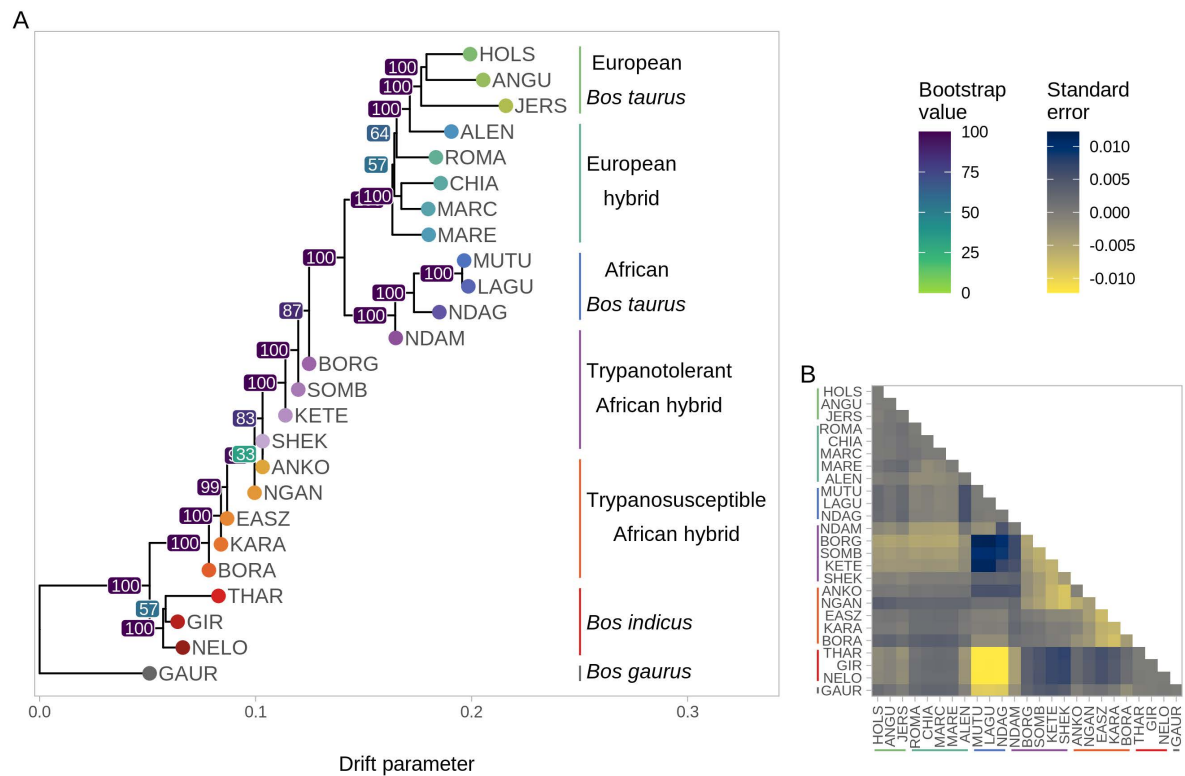 A
HOLS
ANGU
JERS
ALEN
ROMA
CHIA
MARC
MARE
MUTU
LAGU
NDAG
NDAM
BORG
SOMB
KETE
SHEK
ANKO
NGAN
EASZ
KARA
BORA
THAR
GIR
NELO
GAUR
100
100
100
64
57
100
100
100
100
100
87
100
100
83
33
99
100
100
100
57
100
European
Bos taurus
European
hybrid
African
Bos taurus
Trypanotolerant
African hybrid
Trypanosusceptible
African hybrid
Bos indicus
Bos gaurus
0.0 0.1 0.2 0.3
Drift parameter
Bootstrap
value
100
75
50
25
0
Standard
error
0.010
0.005
0.000
-0.005
-0.010
B
HOLS
ANGU
JERS
ROMA
CHIA
MARC
MARE
ALEN
MUTU
LAGU
NDAG
NDAM
BORG
SOMB
KETE
SHEK
ANKO
NGAN
EASZ
KARA
BORA
THAR
GIR
NELO
GAUR
HOLS
ANGU
JERS
ROMA
CHIA
MARC
MARE
ALEN
MUTU
LAGU
NDAG
NDAM
BORG
SOMB
KETE
SHEK
ANKO
NGAN
EASZ
KARA
BORA
THAR
GIR
NELO
GAUR